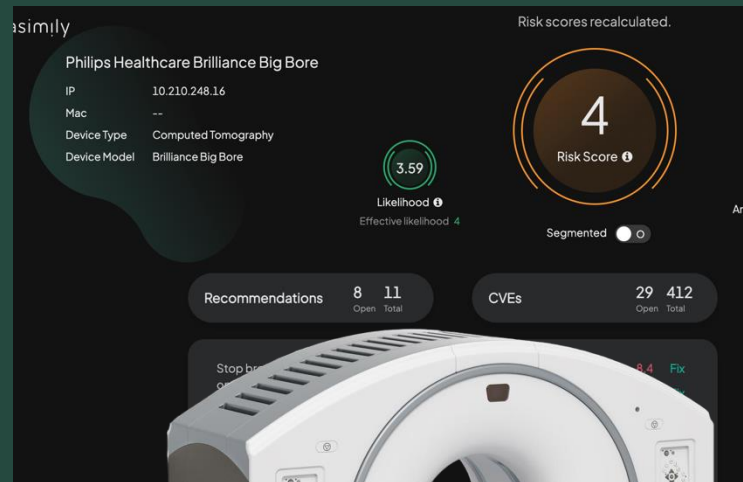 asimily
Risk scores recalculated.
Philips Healthcare Brilliance Big Bore
IP 10.210.248.16
Mac --
Device Type Computed Tomography
Device Model Brilliance Big Bore
4
Risk Score
3.59
Likelihood
Effective likelihood 4
Segmented
Recommendations 8 Open 11 Total
CVEs 29 Open 412 Total
Stop
8.4 Fix